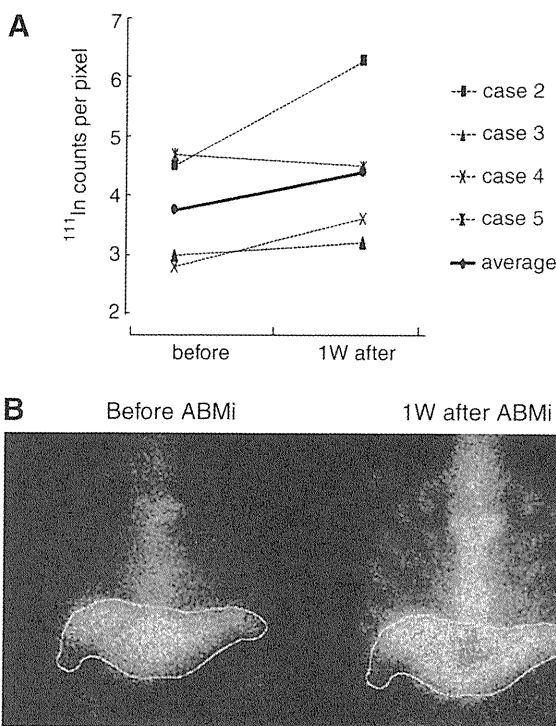 A
7
6
5
4
3
2
¹¹¹In counts per pixel
before
1W after
case 2
case 3
case 4
case 5
average
B
Before ABMi
1W after ABMi